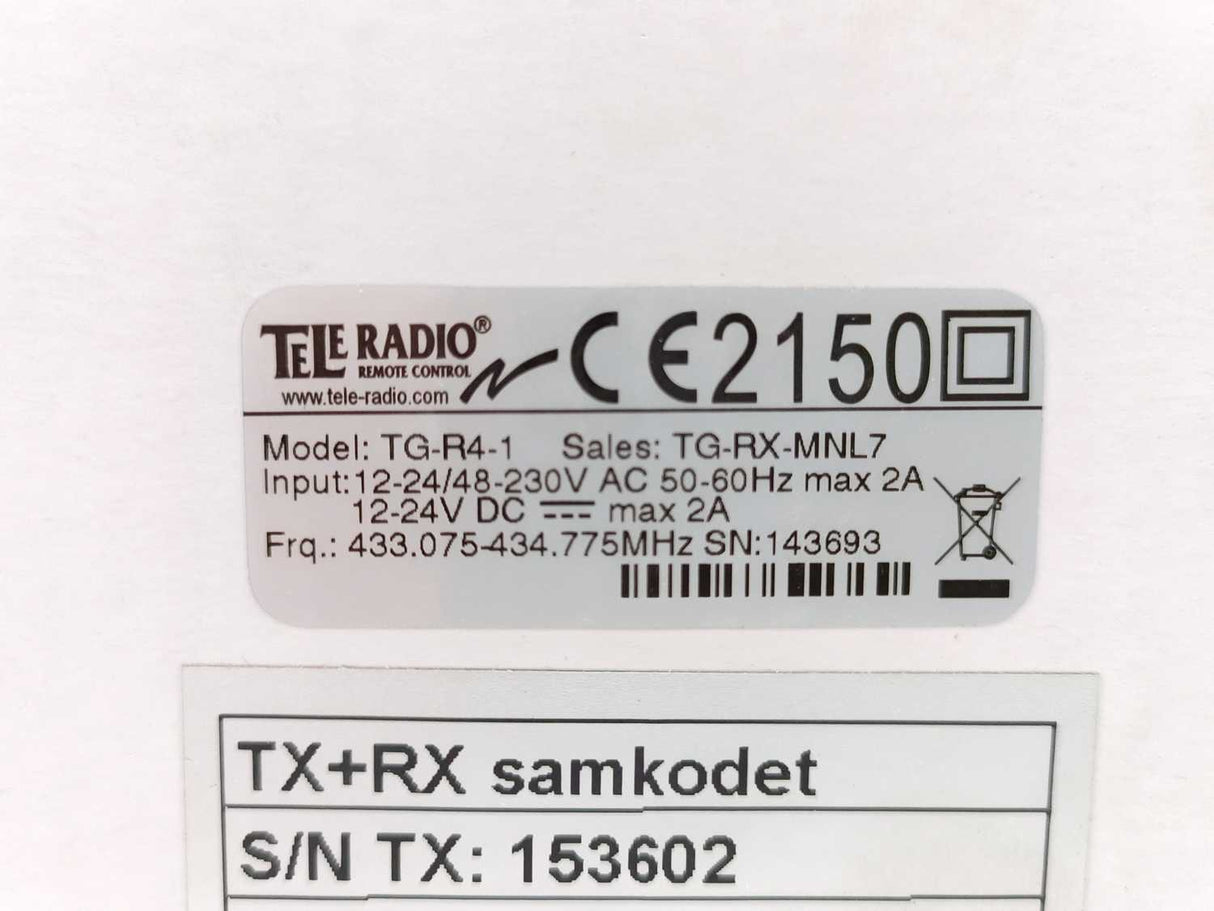 TELE RADIO®
REMOTE CONTROL
www.tele-radio.com
CE2150
Model: TG-R4-1 Sales: TG-RX-MNL7
Input:12-24/48-230V AC 50-60Hz max 2A
12-24V DC max 2A
Frq.: 433.075-434.775MHz SN:143693
TX+RX samkodet
S/N TX: 153602